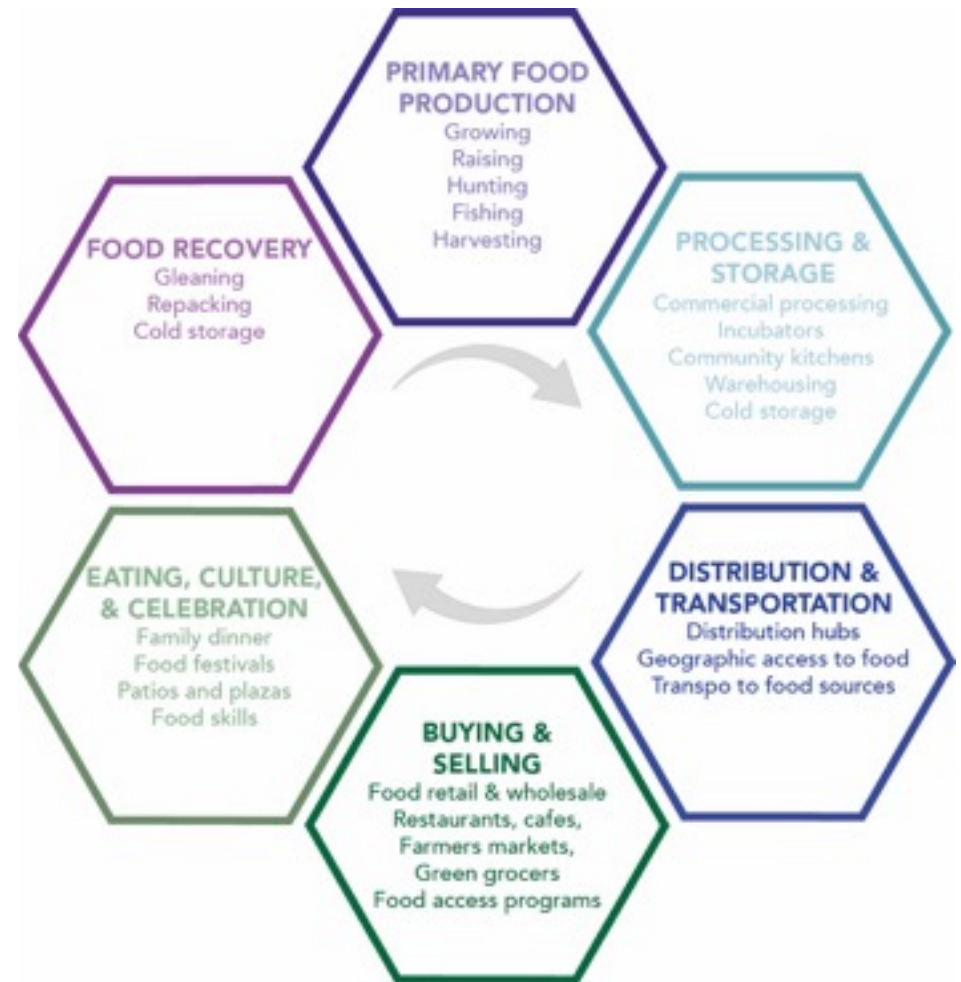 PRIMARY FOOD
PRODUCTION
Growing
Raising
Hunting
Fishing
Harvesting
PROCESSING &
STORAGE
Commercial processing
Incubators
Community kitchens
Warehousing
Cold storage
DISTRIBUTION &
TRANSPORTATION
Distribution hubs
Geographic access to food
Transpo to food sources
BUYING &
SELLING
Food retail & wholesale
Restaurants, cafes,
Farmers markets,
Green grocers
Food access programs
EATING, CULTURE,
& CELEBRATION
Family dinner
Food festivals
Patios and plazas
Food skills
FOOD RECOVERY
Gleaning
Repacking
Cold storage